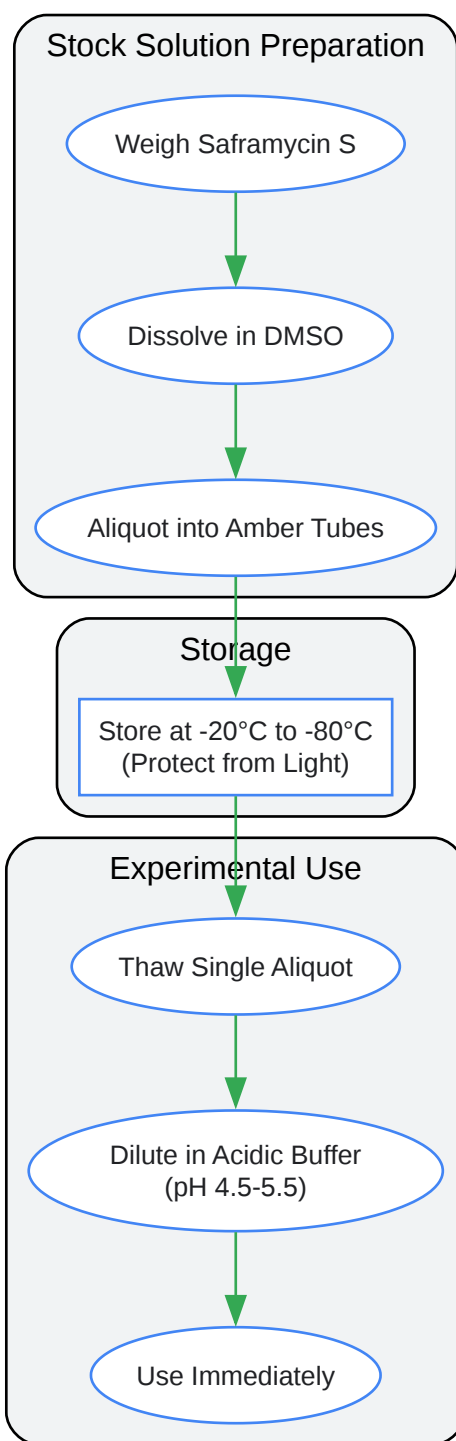 Stock Solution Preparation
Weigh Saframycin S
Dissolve in DMSO
Aliquot into Amber Tubes
Storage
Store at -20°C to -80°C
(Protect from Light)
Experimental Use
Thaw Single Aliquot
Dilute in Acidic Buffer
(pH 4.5-5.5)
Use Immediately